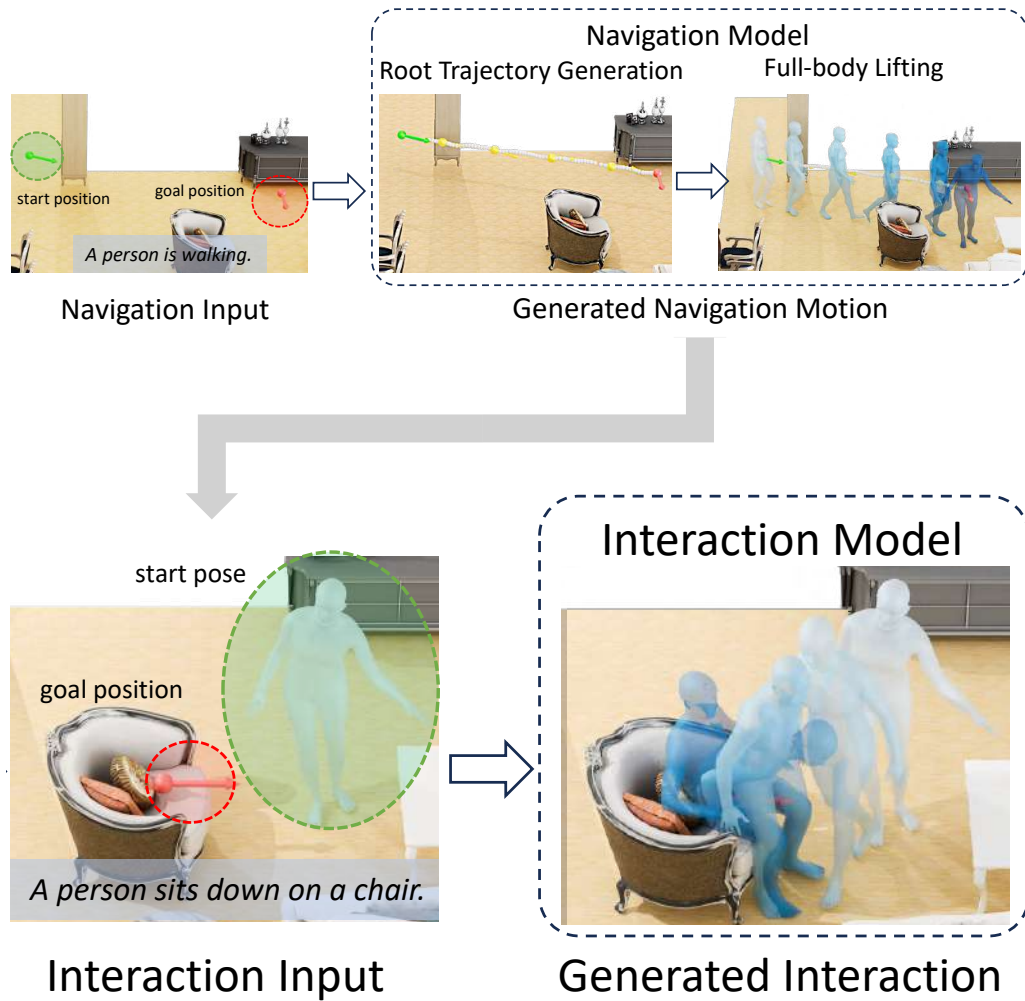 Navigation Model
Root Trajectory Generation
Full-body Lifting
start position
goal position
A person is walking.
Navigation Input
Generated Navigation Motion
start pose
goal position
A person sits down on a chair.
Interaction Input
Interaction Model
Generated Interaction